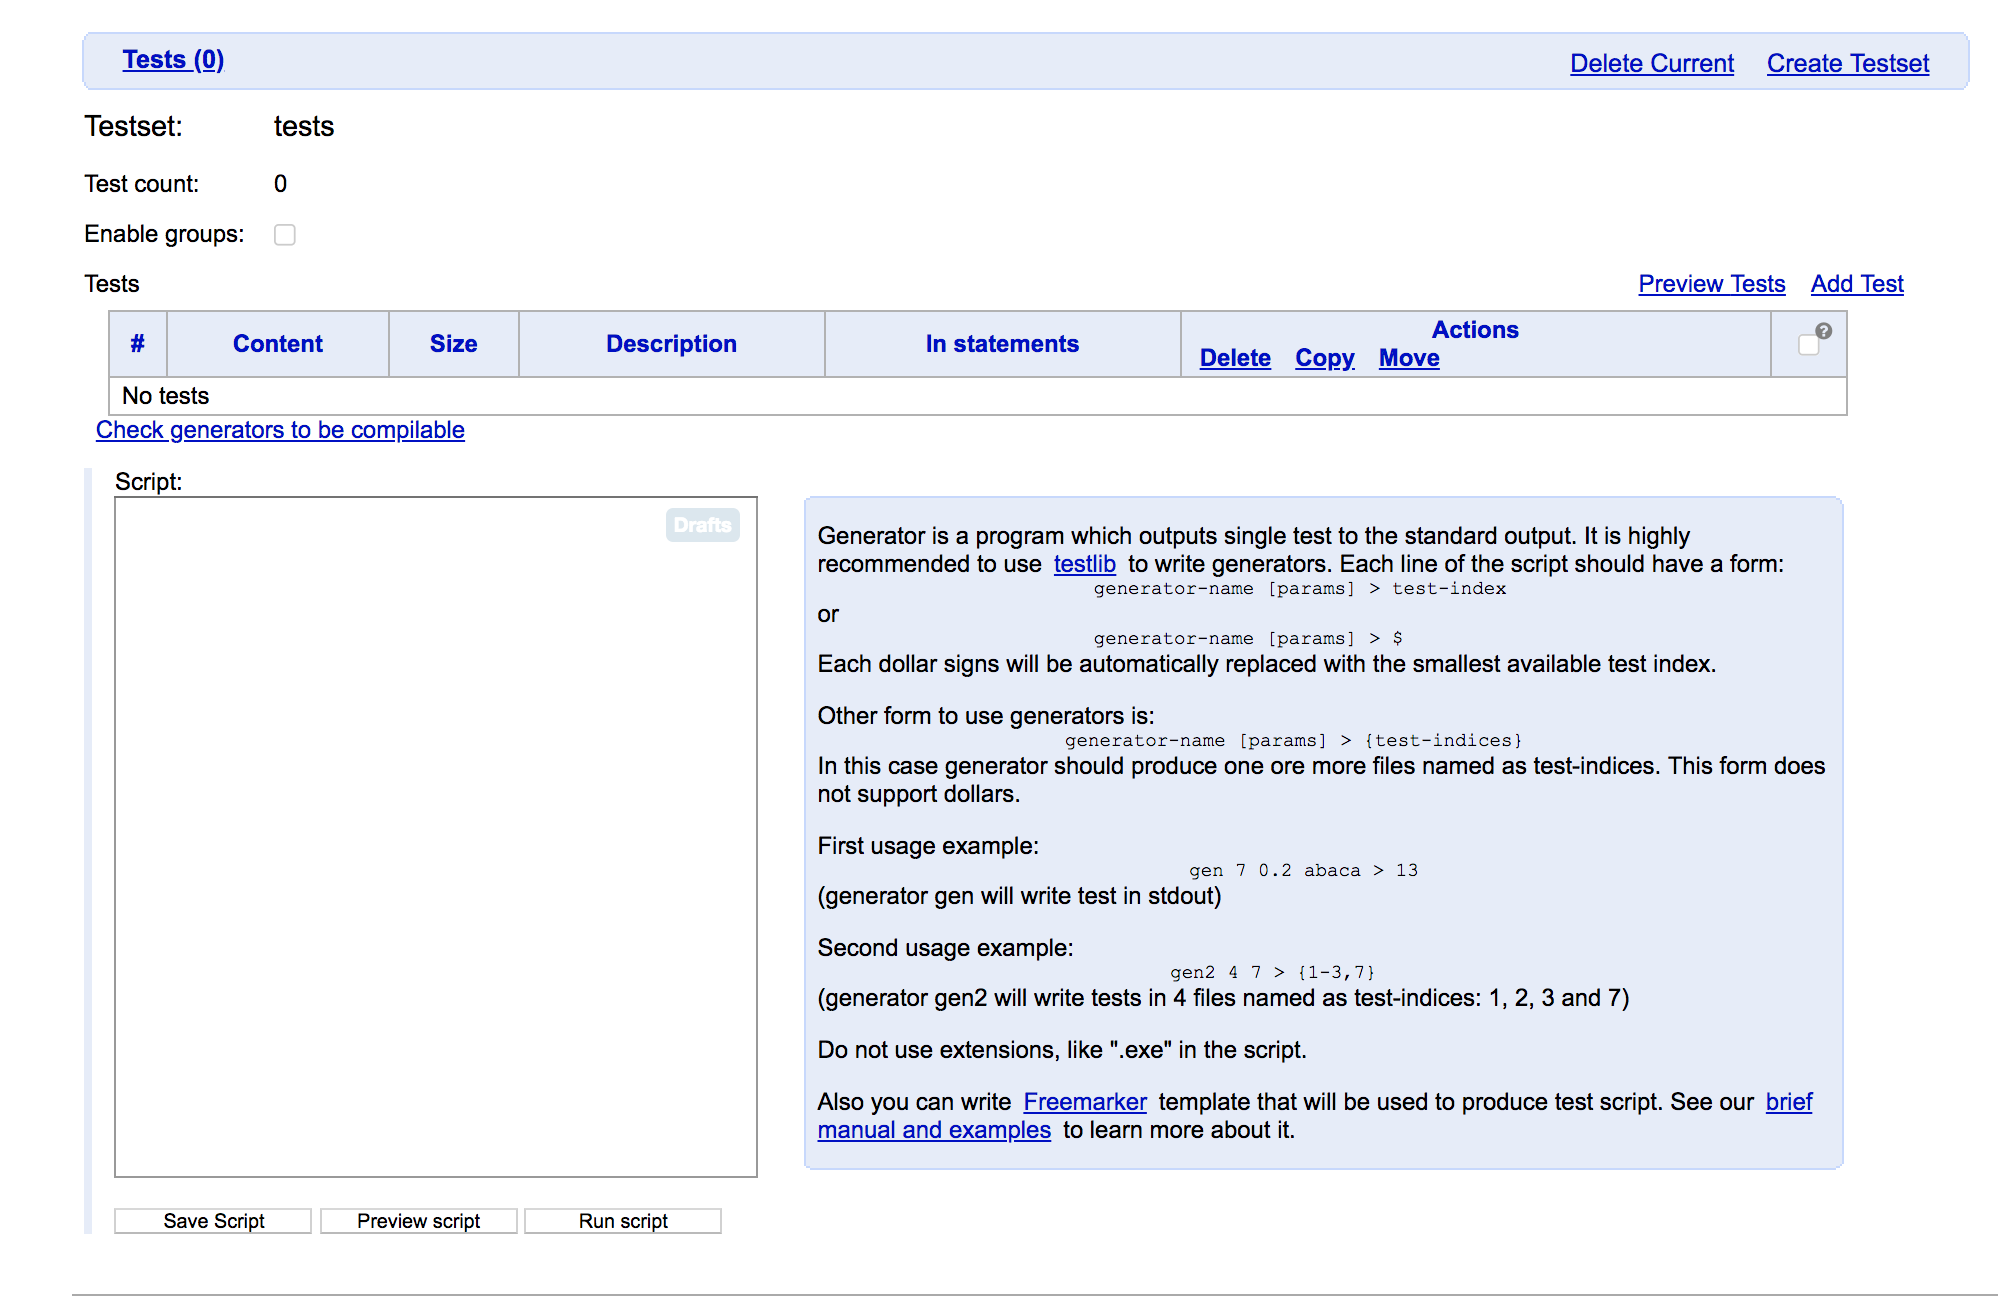 Tests (0)
Delete Current Create Testset
Testset: tests
Test count: 0
Enable groups:
Tests
Preview Tests Add Test
# Content Size Description In statements Actions ?
Delete Copy Move
No tests
Check generators to be compilable
Script:
Drafts
Generator is a program which outputs single test to the standard output. It is highly
recommended to use testlib to write generators. Each line of the script should have a form:
generator-name [params] > test-index
or
generator-name [params] > $
Each dollar signs will be automatically replaced with the smallest available test index.
Other form to use generators is:
generator-name [params] > {test-indices}
In this case generator should produce one ore more files named as test-indices. This form does
not support dollars.
First usage example:
gen 7 0.2 abaca > 13
(generator gen will write test in stdout)
Second usage example:
gen2 4 7 > {1-3,7}
(generator gen2 will write tests in 4 files named as test-indices: 1, 2, 3 and 7)
Do not use extensions, like ".exe" in the script.
Also you can write Freemarker template that will be used to produce test script. See our brief
manual and examples to learn more about it.
Save Script Preview script Run script